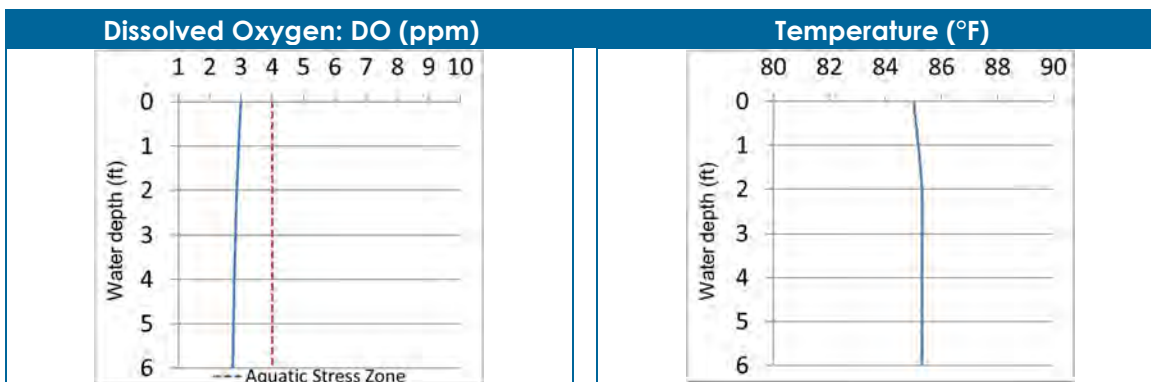 Dissolved Oxygen: DO (ppm)
1 2 3 4 5 6 7 8 9 10
0
1
2
3
4
5
6
Water depth (ft)
---- Aquatic Stress Zone
Temperature (°F)
80 82 84 86 88 90
0
1
2
3
4
5
6
Water depth (ft)